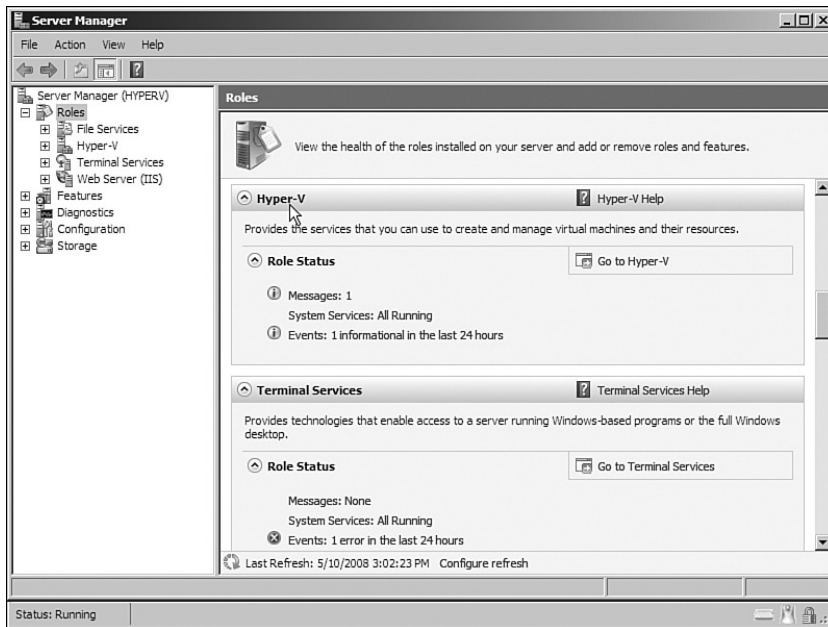 Server Manager
File Action View Help
Server Manager (HYPERV)
Roles
File Services
Hyper-V
Terminal Services
Web Server (IIS)
Features
Diagnostics
Configuration
Storage
Roles
View the health of the roles installed on your server and add or remove roles and features.
Hyper-V
Hyper-V Help
Provides the services that you can use to create and manage virtual machines and their resources.
Role Status
Go to Hyper-V
Messages: 1
System Services: All Running
Events: 1 informational in the last 24 hours
Terminal Services
Terminal Services Help
Provides technologies that enable access to a server running Windows-based programs or the full Windows
desktop.
Role Status
Go to Terminal Services
Messages: None
System Services: All Running
Events: 1 error in the last 24 hours
Last Refresh: 5/10/2008 3:02:23 PM Configure refresh
Status: Running